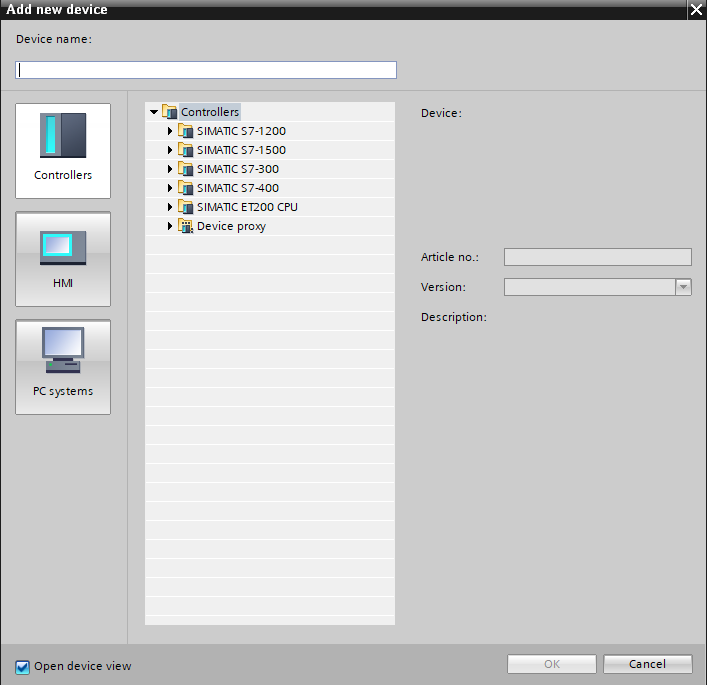 Add new device
Device name:
Controllers
HMI
PC systems
Controllers
SIMATIC S7-1200
SIMATIC S7-1500
SIMATIC S7-300
SIMATIC S7-400
SIMATIC ET200 CPU
Device proxy
Device:
Article no.:
Version:
Description:
Open device view
OK
Cancel